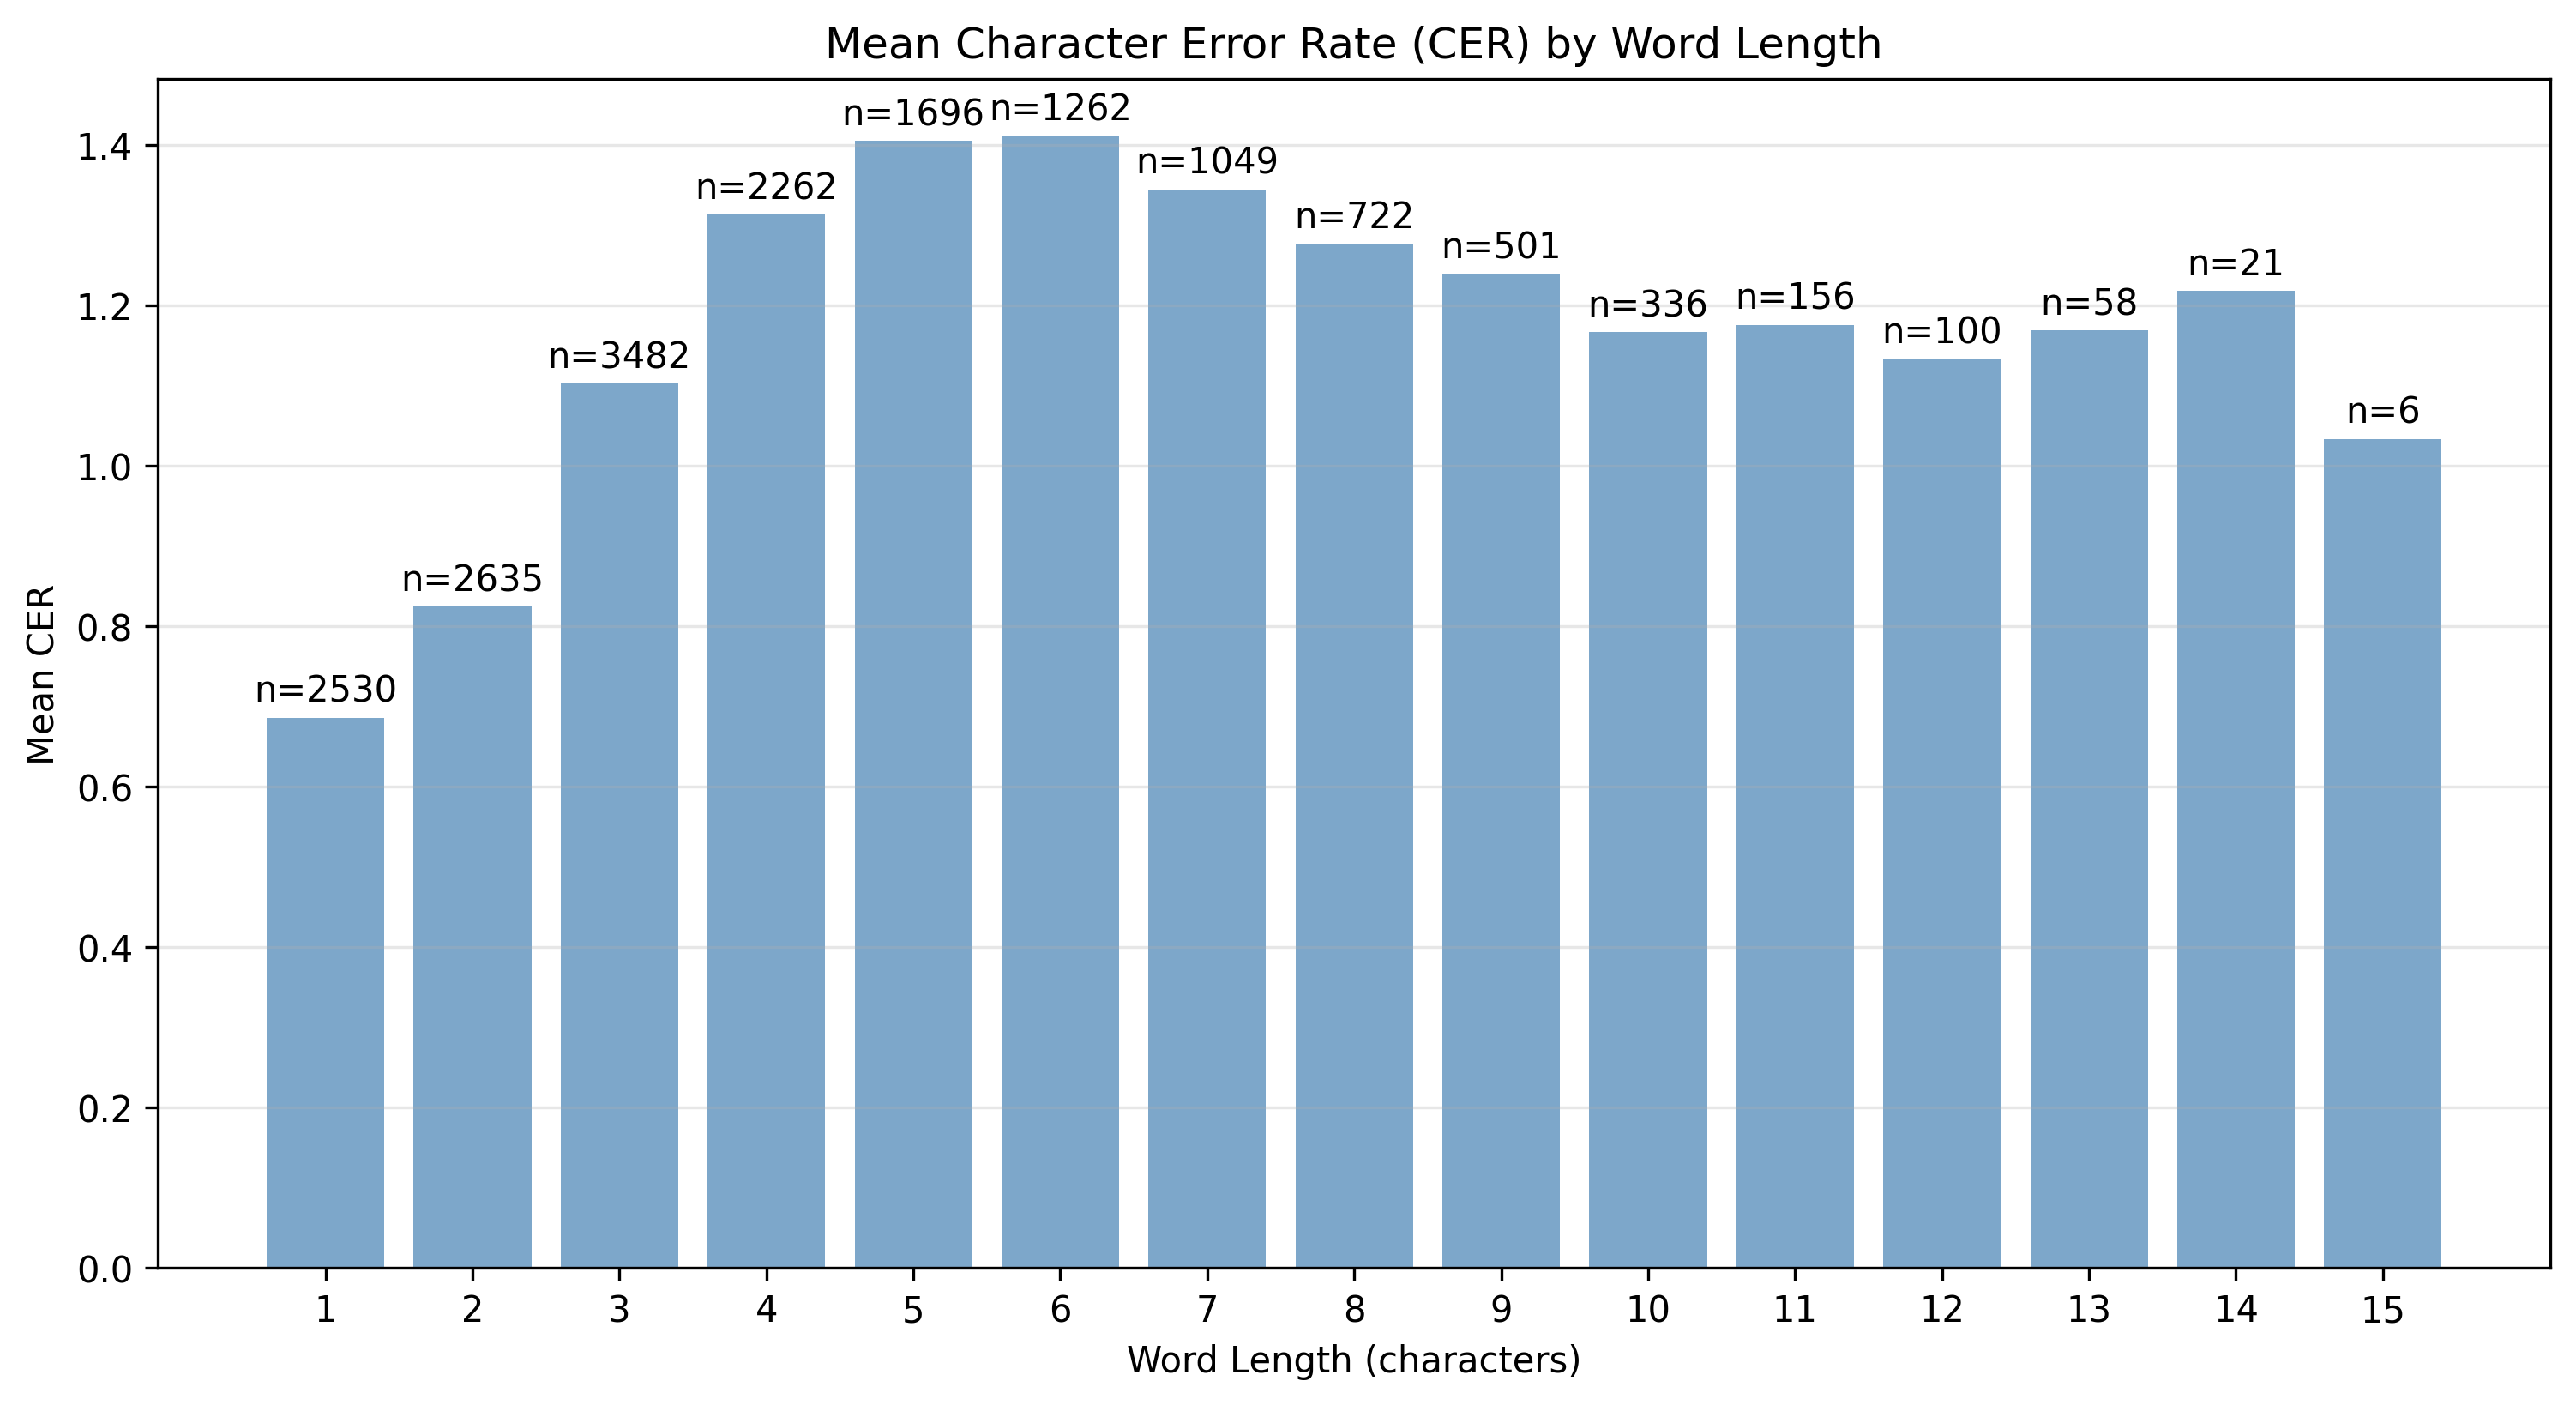 Mean Character Error Rate (CER) by Word Length
n=1696 n=1262
1.4
n=1049
n=2262
n=722
n=501
n=21
1.2
n=336 n=156 n=58
n=100
n=3482
n=6
1.0
n=2635
0.8
n=2530
Mean CER
0.6
0.4
0.2
0.0
1 2 3 4 5 6 7 8 9 10 11 12 13 14 15
Word Length (characters)